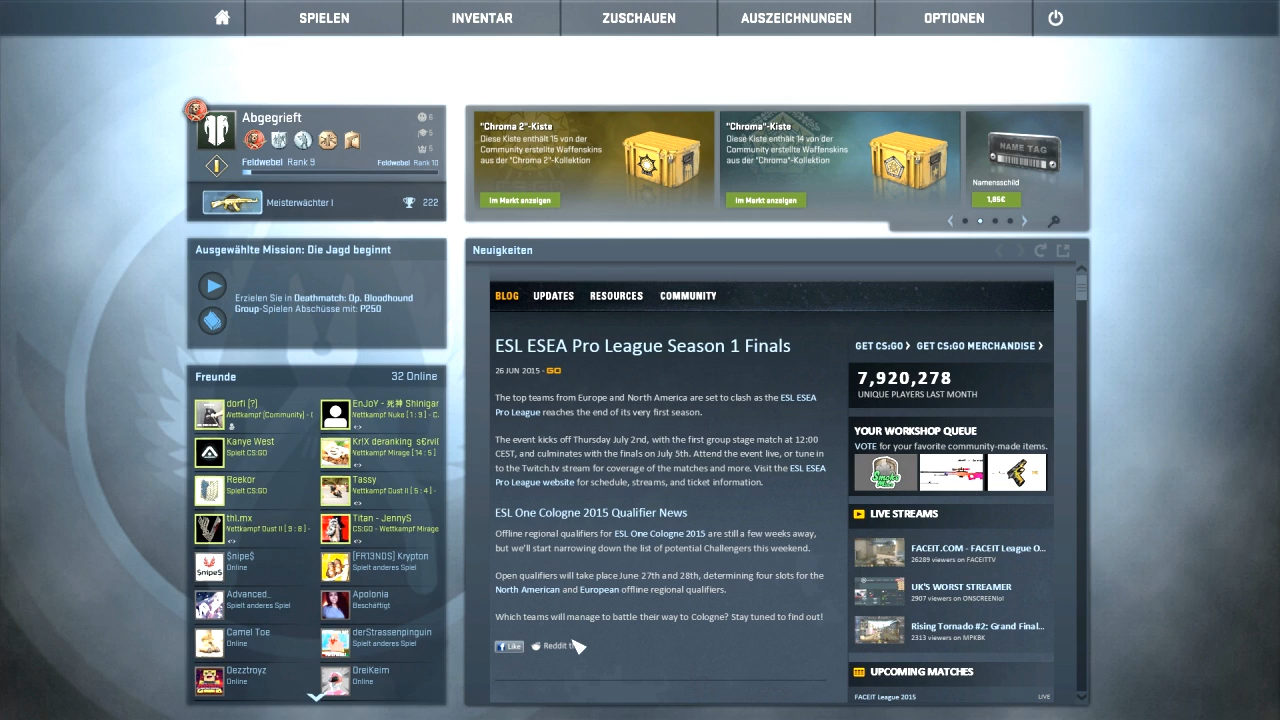 SPIELEN
INVENTAR
ZUSCHAUEN
AUSZEICHNUNGEN
OPTIONEN
Abgegrieft
6
5
5
Feldwebel Rank 9
Feldwebel Rank 10
Meisterwächter I
222
"Chroma 2"-Kiste
Diese Kiste enthält 15 von der
Community erstellte Waffenskins
aus der "Chroma 2"-Kollektion
Im Markt anzeigen
"Chroma"-Kiste
Diese Kiste enthält 14 von der
Community erstellte Waffenskins
aus der "Chroma"-Kollektion
Im Markt anzeigen
NAME TAG
Namensschild
1,85€
Ausgewählte Mission: Die Jagd beginnt
Erzielen Sie in Deathmatch: Op. Bloodhound
Group-Spielen Abschüsse mit: P250
Freunde
32 Online
dorfi [?]
Wettkampf (Community) - (
EnJoY - 死神 Shinigar
Wettkampf Nuke [ 1 : 9 ] - C.
Kanye West
Spielt CS:GO
Kr!X deranking
Wettkampf Mirage [ 14 : 5 ]
Reekor
Spielt CS:GO
Tassy
Wettkampf Dust II [ 5 : 4 ] -
thl.mx
Wettkampf Dust II [ 3 : 8 ] -
Titan - JennyS
CS:GO - Wettkampf Mirage
$nipe$
Online
[FR13NDS] Krypton
Spielt anderes Spiel
Advanced_
Spielt anderes Spiel
Apolonia
Beschäftigt
Camel Toe
Online
derStrassenpinguin
Spielt anderes Spiel
Dezztroyz
Online
DreiKeim
Online
Neuigkeiten
BLOG
UPDATES
RESOURCES
COMMUNITY
ESL ESEA Pro League Season 1 Finals
26 JUN 2015 - GO
The top teams from Europe and North America are set to clash as the ESL ESEA
Pro League reaches the end of its very first season.
The event kicks off Thursday July 2nd, with the first group stage match at 12:00
CEST, and culminates with the finals on July 5th. Attend the event live, or tune in
to the Twitch.tv stream for coverage of the matches and more. Visit the ESL ESEA
Pro League website for schedule, streams, and ticket information.
ESL One Cologne 2015 Qualifier News
Offline regional qualifiers for ESL One Cologne 2015 are still a few weeks away,
but we'll start narrowing down the list of potential Challengers this weekend.
Open qualifiers will take place June 27th and 28th, determining four slots for the
North American and European offline regional qualifiers.
Which teams will manage to battle their way to Cologne? Stay tuned to find out!
Like
Reddit
GET CS:GO
GET CS:GO MERCHANDISE
7,920,278
UNIQUE PLAYERS LAST MONTH
YOUR WORKSHOP QUEUE
VOTE for your favorite community-made items.
LIVE STREAMS
FACEIT.COM - FACEIT League O...
26289 viewers on FACEITTV
UK'S WORST STREAMER
2907 viewers on ONSCREENlol
Rising Tornado #2: Grand Final...
2313 viewers on MPKBK
UPCOMING MATCHES
FACEIT League 2015
LIVE